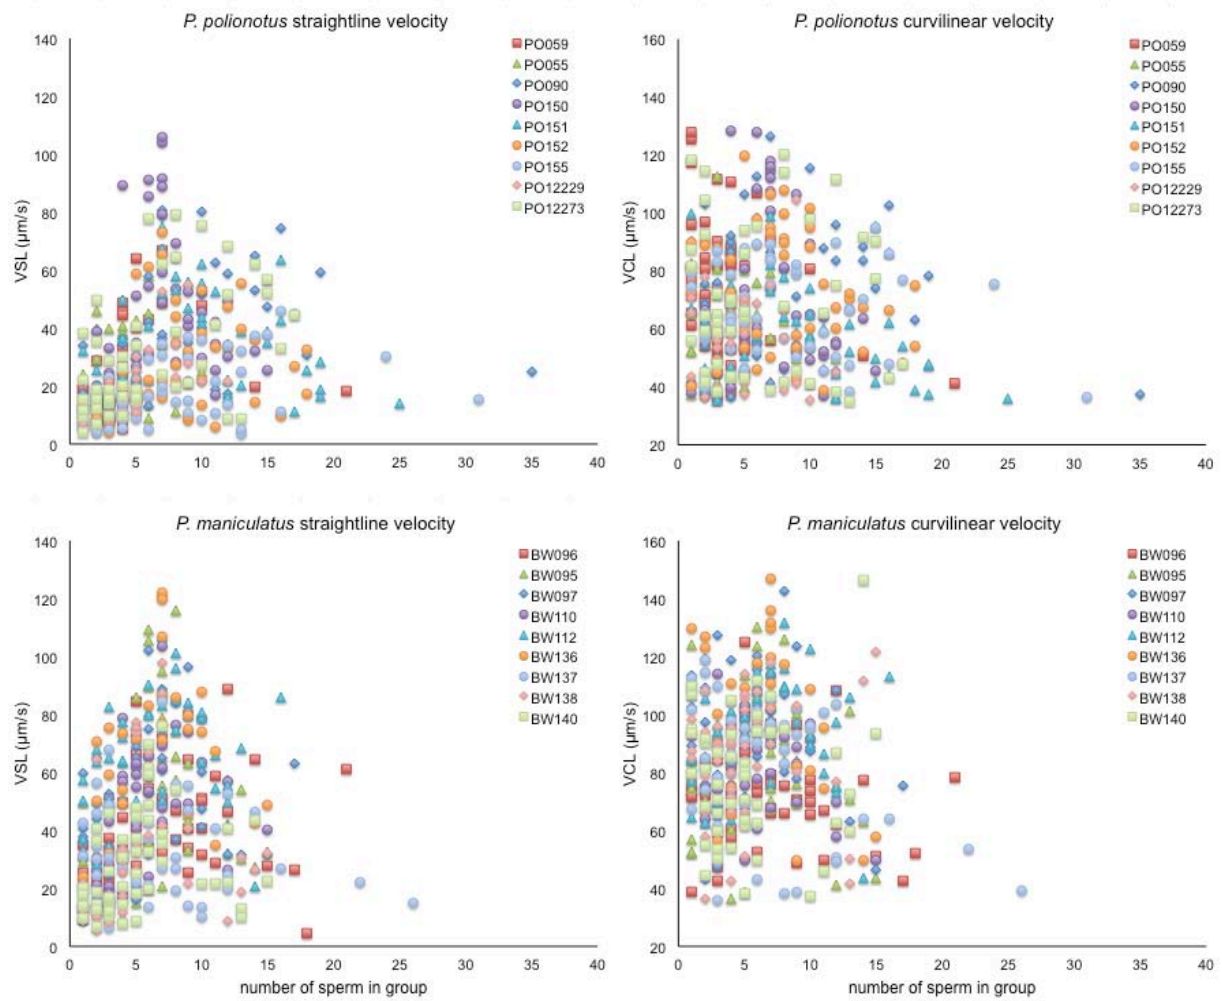 P. polionotus straightline velocity
140
120
100
80
60
40
20
0
VSL (μm/s)
0 5 10 15 20 25 30 35 40
PO059
PO055
PO090
PO150
PO151
PO152
PO155
PO12229
PO12273
P. polionotus curvilinear velocity
160
140
120
100
80
60
40
20
VCL (μm/s)
0 5 10 15 20 25 30 35 40
PO059
PO055
PO090
PO150
PO151
PO152
PO155
PO12229
PO12273
P. maniculatus straightline velocity
140
120
100
80
60
40
20
0
VSL (μm/s)
0 5 10 15 20 25 30 35 40
number of sperm in group
BW096
BW095
BW097
BW110
BW112
BW136
BW137
BW138
BW140
P. maniculatus curvilinear velocity
160
140
120
100
80
60
40
20
VCL (μm/s)
0 5 10 15 20 25 30 35 40
number of sperm in group
BW096
BW095
BW097
BW110
BW112
BW136
BW137
BW138
BW140